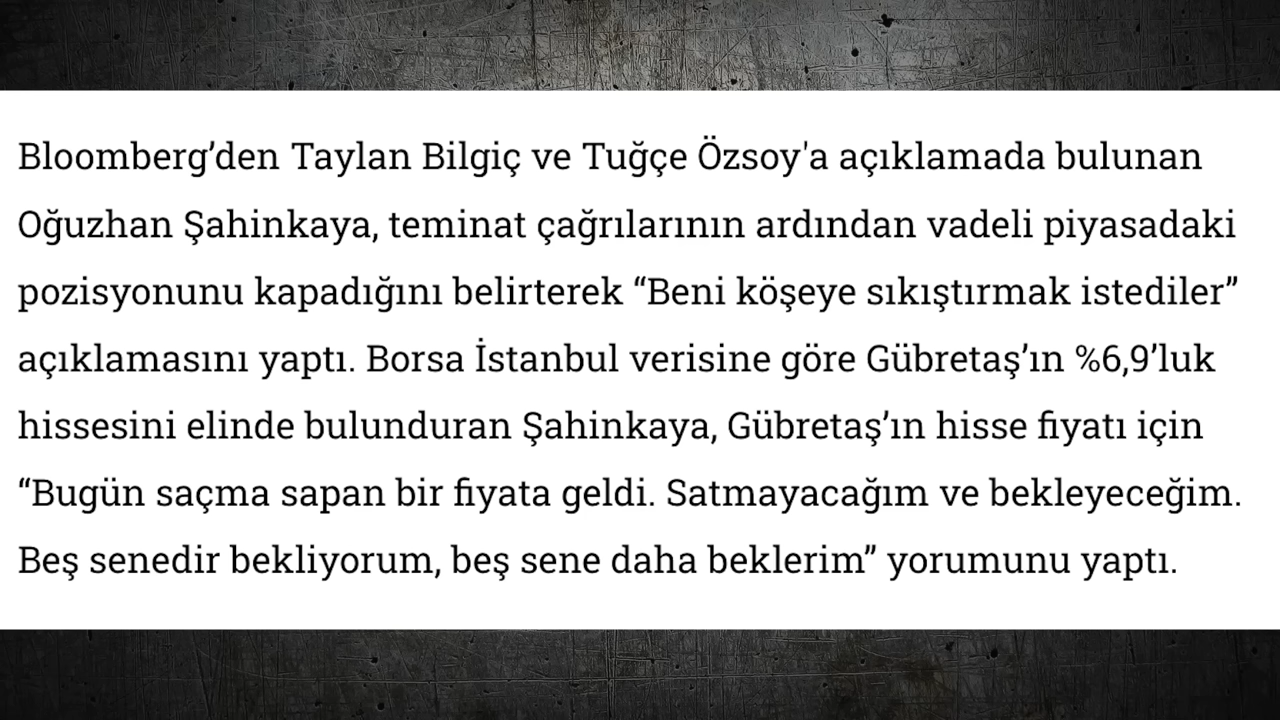 Bloomberg’den Taylan Bilgiç ve Tuğçe Özsoy'a açıklamada bulunan
Oğuzhan Şahinkaya, teminat çağrılarının ardından vadeli piyasadaki
pozisyonunu kapadığını belirterek “Beni köşeye sıkıştırmak istediler”
açıklamasını yaptı. Borsa İstanbul verisine göre Gübretaş’ın %6,9’luk
hissesini elinde bulunduran Şahinkaya, Gübretaş’ın hisse fiyatı için
“Bugün saçma sapan bir fiyata geldi. Satmayacağım ve bekleyeceğim.
Beş senedir bekliyorum, beş sene daha beklerim” yorumunu yaptı.